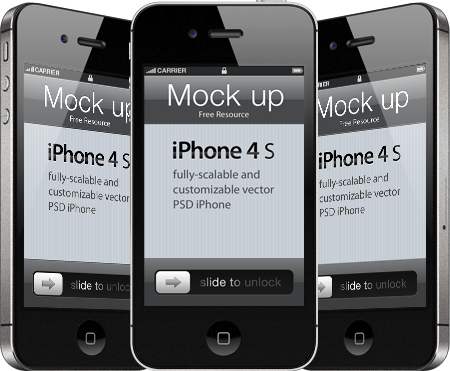 CARRIER
Mock up
Free Resource
iPhone 4 S
fully-scalable and
customizable vector
PSD iPhone
slide to unlock
CARRIER
Mock up
Free Resource
iPhone 4 S
fully-scalable and
customizable vector
PSD iPhone
slide to unlock
Mock up
Free Resource
iPhone 4 S
fully-scalable and
customizable vector
PSD iPhone
slide to unlock